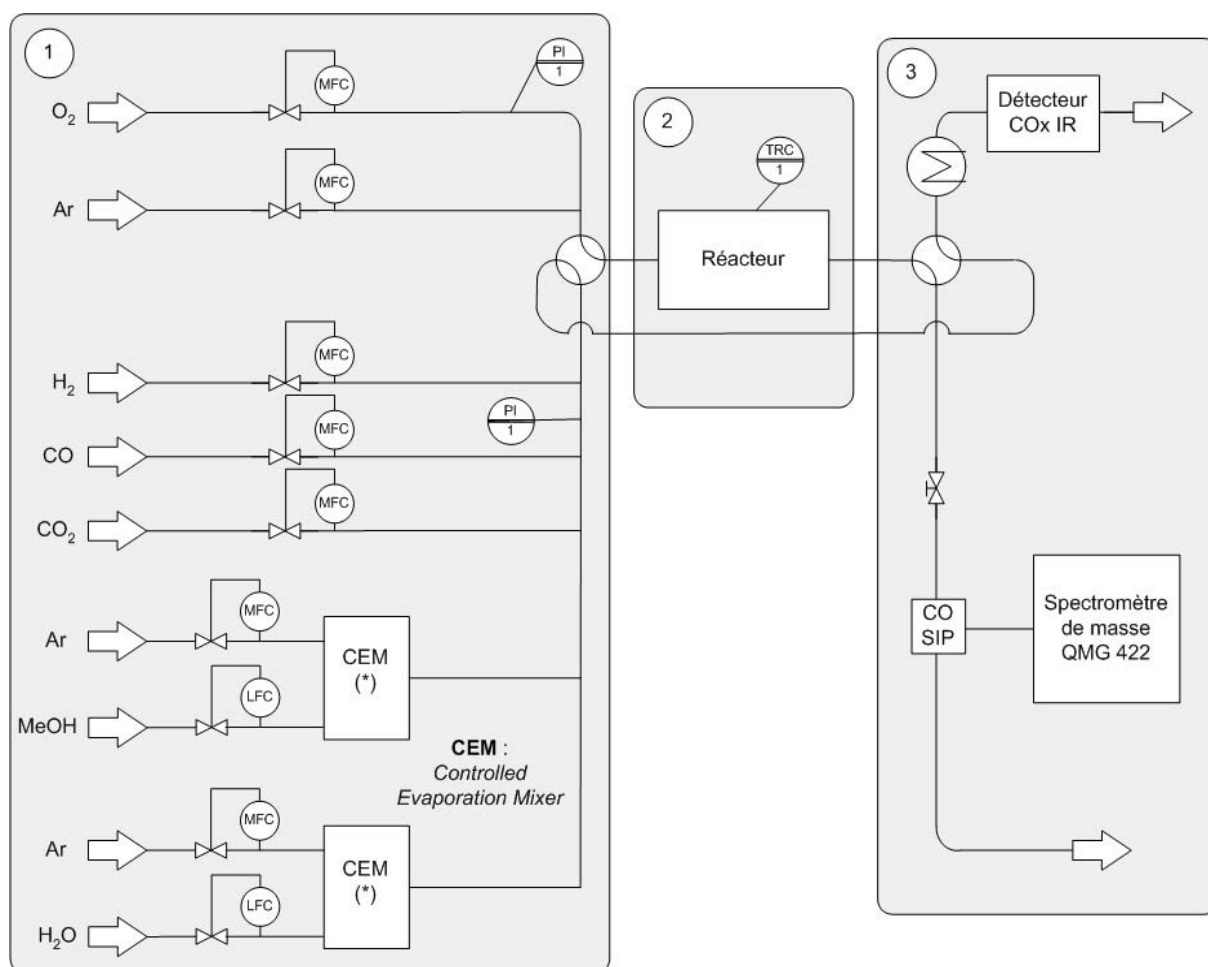 1
PI
1
MFC
O₂
MFC
Ar
H₂
MFC
CO
MFC
PI
1
CO₂
MFC
Ar
MFC
MeOH
LFC
CEM
(*)
CEM :
Controlled
Evaporation Mixer
Ar
MFC
H₂O
LFC
CEM
(*)
2
TRC
1
Réacteur
3
Détecteur
COx IR
CO
SIP
Spectromètre
de masse
QMG 422